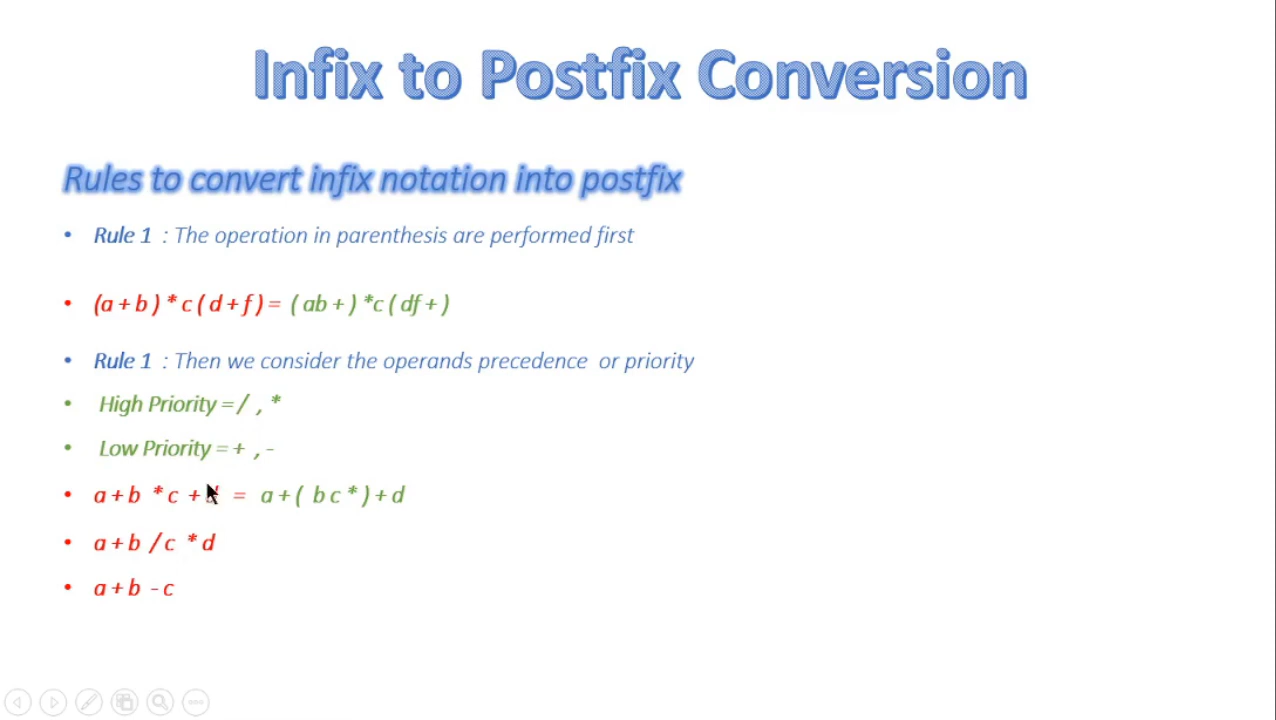 Infix to Postfix Conversion
Rules to convert infix notation into postfix
• Rule 1 : The operation in parenthesis are performed first
• (a + b ) * c ( d + f ) = ( ab + ) *c ( df + )
• Rule 1 : Then we consider the operands precedence or priority
• High Priority = / , *
• Low Priority = + , -
• a + b * c + d = a + ( b c * ) + d
• a + b / c * d
• a + b - c